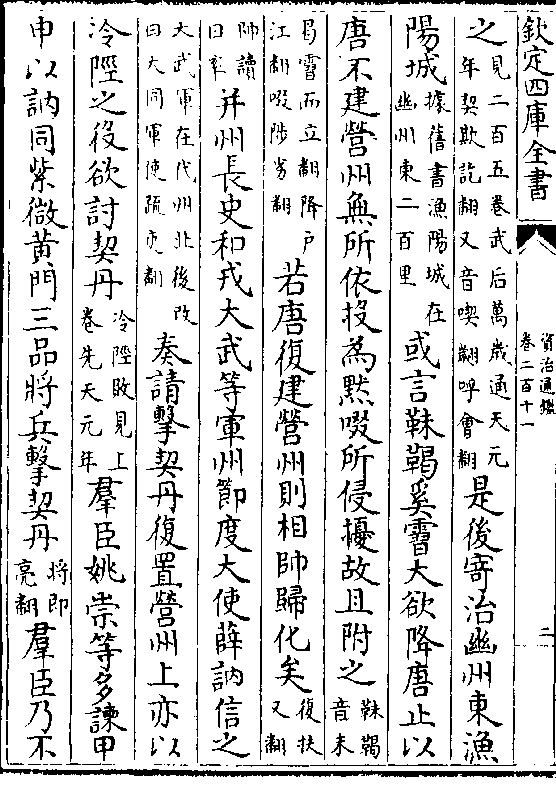 欽定四庫全書
資治通鑑
卷二百十一
二
之見二百五卷武后萬歲通天元年契欺訖翻又音喫翽呼會翻是後寄治幽州東漁
陽城據舊書漁陽城在幽州東二百里或言靺鞨奚霫大欲降唐止以
唐不建營州無所依投為默啜所侵擾故且附之靺鞨音末
曷霫而立翻降户江翻啜陟劣翻若唐復建營州則相帥歸化矣復扶又翻
帥讀曰率并州長史和戎大武等軍州節度大使薛訥信之
大武軍在代州北後改曰大同軍使疏吏翻奏請擊契丹復置營州上亦以
冷陘之役欲討契丹冷陘敗見上卷先天元年羣臣姚崇等多諫甲
申以訥同紫微黄門三品將兵擊契丹將即亮翻羣臣乃不